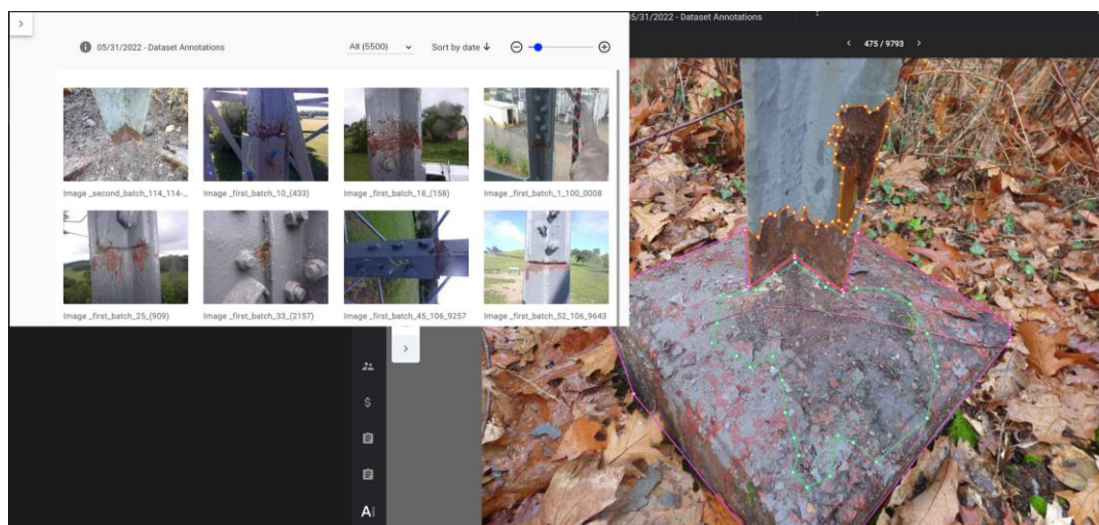 05/31/2022 - Dataset Annotations
All (5500)
Sort by date
5/31/2022 - Dataset Annotations
475 / 9793
Image _second_batch_114_114-...
Image _first_batch_10_(433)
Image _first_batch_18_(158)
Image _first_batch_1_100_0008
Image _first_batch_25_(909)
Image _first_batch_33_(2157)
Image _first_batch_45_106_9257
Image _first_batch_52_106_9643
$
A